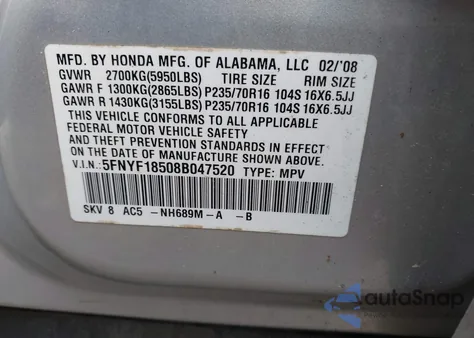 MFD. BY HONDA MFG. OF ALABAMA, LLC 02/'08
GVWR 2700KG(5950LBS) TIRE SIZE RIM SIZE
GAWR F 1300KG(2865LBS) P235/70R16 104S 16X6.5JJ
GAWR R 1430KG(3155LBS) P235/70R16 104S 16X6.5JJ
THIS VEHICLE CONFORMS TO ALL APPLICABLE
FEDERAL MOTOR VEHICLE SAFETY
AND THEFT PREVENTION STANDARDS IN EFFECT
ON THE DATE OF MANUFACTURE SHOWN ABOVE.
V.I.N.: 5FNYF18508B047520 TYPE: MPV
SKV 8 AC5 -NH689M-A -B
autoSnap